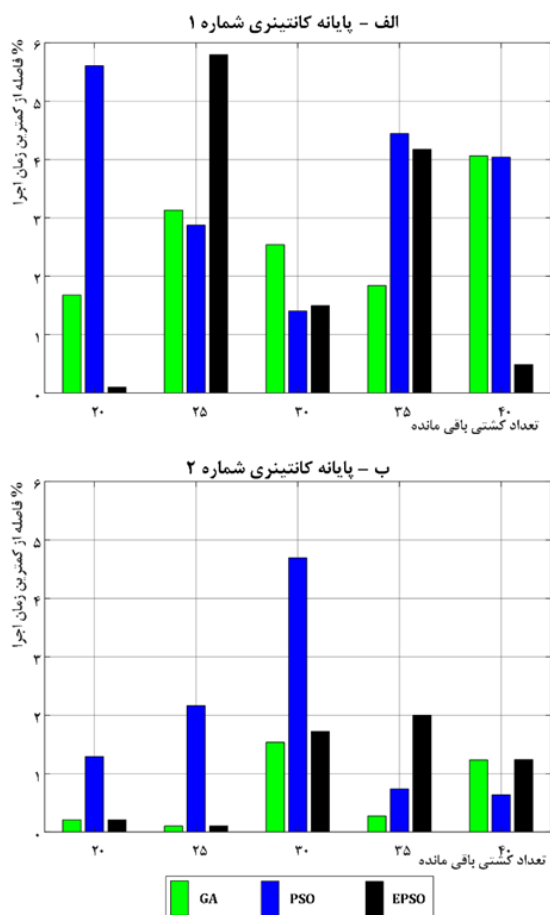 الف - پایانه کانتینری شماره ۱
% فاصله از کمترین زمان اجرا
۶
۵
۴
۳
۲
۱
۰
۲۰ ۲۵ ۳۰ ۳۵ ۴۰
تعداد کشتی باقی مانده
ب - پایانه کانتینری شماره ۲
% فاصله از کمترین زمان اجرا
۶
۵
۴
۳
۲
۱
۰
۲۰ ۲۵ ۳۰ ۳۵ ۴۰
تعداد کشتی باقی مانده
GA PSO EPSO